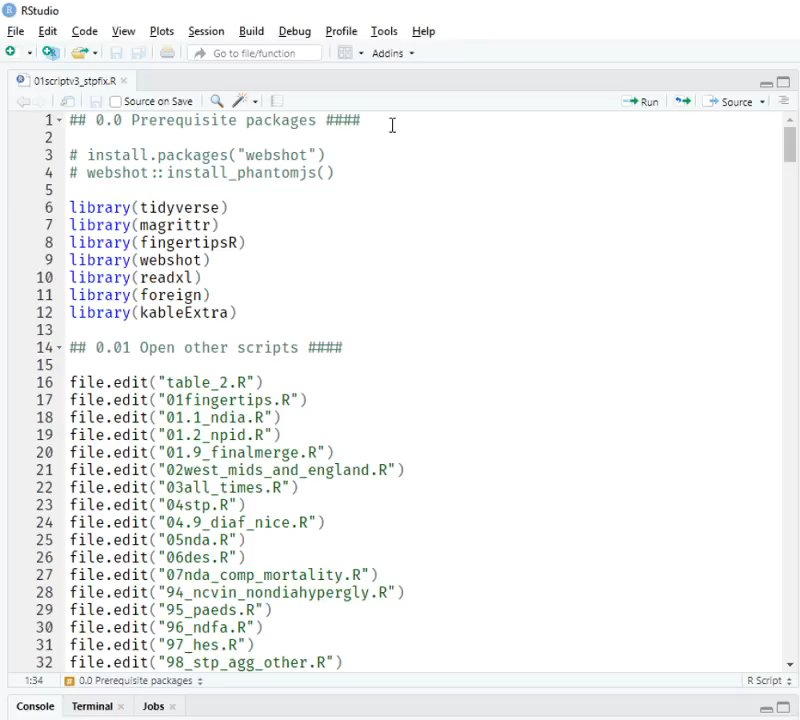 RStudio
File Edit Code View Plots Session Build Debug Profile Tools Help
Go to file/function Addins
01scriptv3_stpfix.R
Source on Save Run Source
1 ## 0.0 Prerequisite packages ####
2
3 # install.packages("webshot")
4 # webshot::install_phantomjs()
5
6 library(tidyverse)
7 library(magrittr)
8 library(fingertipsR)
9 library(webshot)
10 library(readxl)
11 library(foreign)
12 library(kableExtra)
13
14 ## 0.01 Open other scripts ####
15
16 file.edit("table_2.R")
17 file.edit("01fingertips.R")
18 file.edit("01.1_ndia.R")
19 file.edit("01.2_npid.R")
20 file.edit("01.9_finalmerge.R")
21 file.edit("02west_mids_and_england.R")
22 file.edit("03all_times.R")
23 file.edit("04stp.R")
24 file.edit("04.9_diaf_nice.R")
25 file.edit("05nda.R")
26 file.edit("06des.R")
27 file.edit("07nda_comp_mortality.R")
28 file.edit("94_ncvin_nondiahypergly.R")
29 file.edit("95_paeds.R")
30 file.edit("96_ndfa.R")
31 file.edit("97_hes.R")
32 file.edit("98_stp_agg_other.R")
1:34 0.0 Prerequisite packages R Script
Console Terminal Jobs